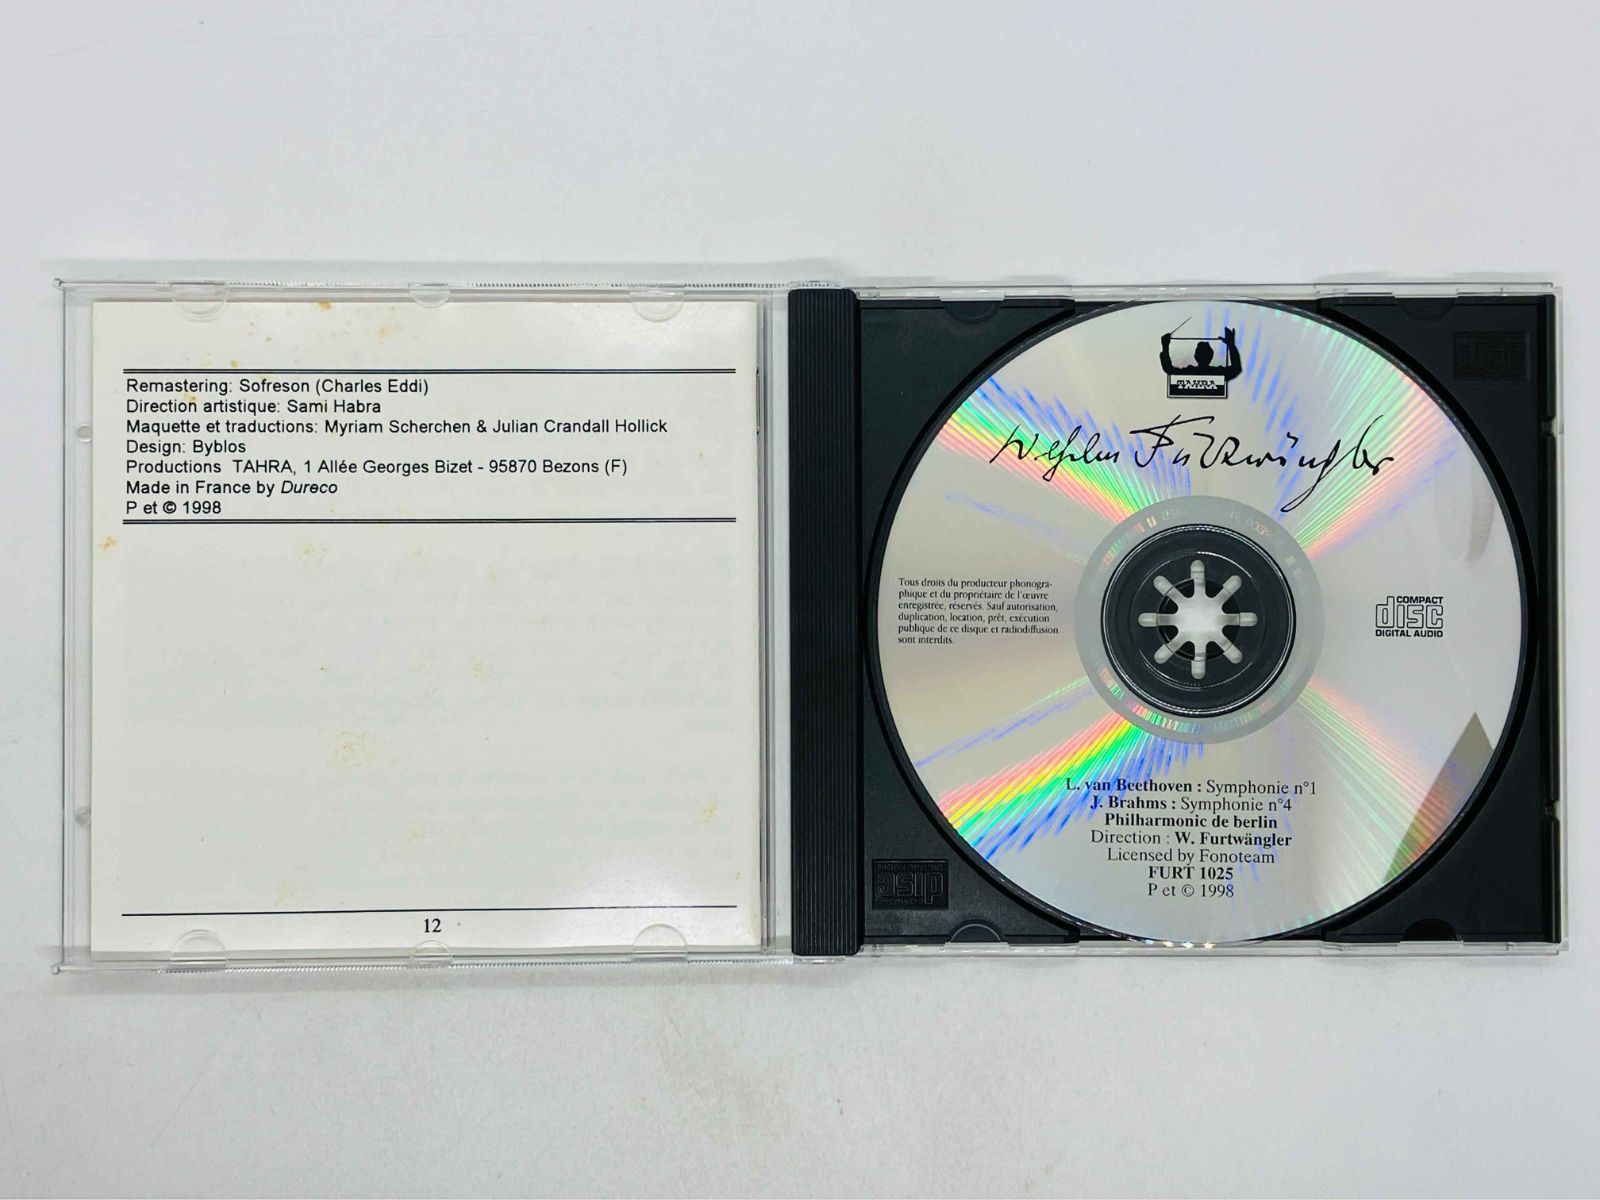 Remastering: Sofreson (Charles Eddi)
Direction artistique: Sami Habra
Maquette et traductions: Myriam Scherchen & Julian Crandall Hollick
Design: Byblos
Productions TAHRA, 1 Allée Georges Bizet - 95870 Bezons (F)
Made in France by Dureco
P et © 1998
12
TAHRA
Wilhelm Furtwängler
Tous droits du producteur phonogra-
phique et du propriétaire de l'œuvre
enregistrée, réservés. Sauf autorisation,
duplication, location, prêt, exécution
publique de ce disque et radiodiffusion
sont interdits.
COMPACT
disc
DIGITAL AUDIO
L. van Beethoven : Symphonie n°1
J. Brahms : Symphonie n°4
Philharmonic de berlin
Direction : W. Furtwängler
Licensed by Fonoteam
FURT 1025
P et © 1998